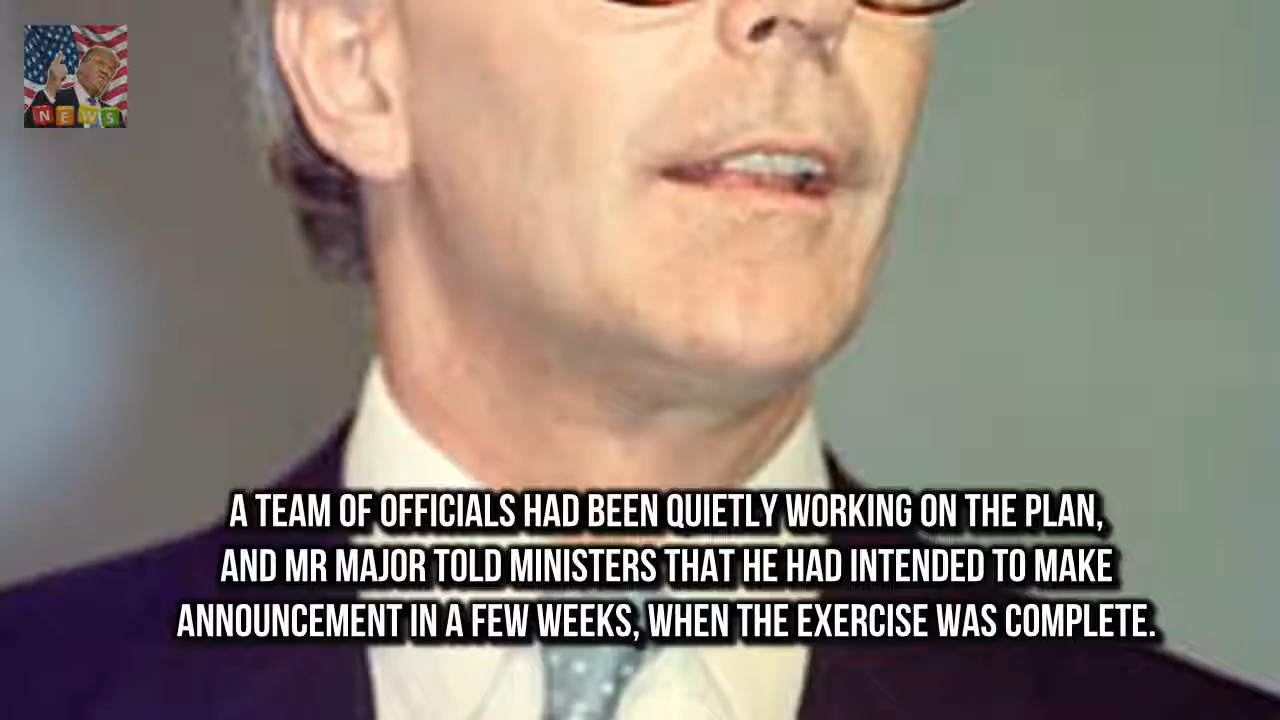 NEWS
A TEAM OF OFFICIALS HAD BEEN QUIETLY WORKING ON THE PLAN,
AND MR MAJOR TOLD MINISTERS THAT HE HAD INTENDED TO MAKE
ANNOUNCEMENT IN A FEW WEEKS, WHEN THE EXERCISE WAS COMPLETE.